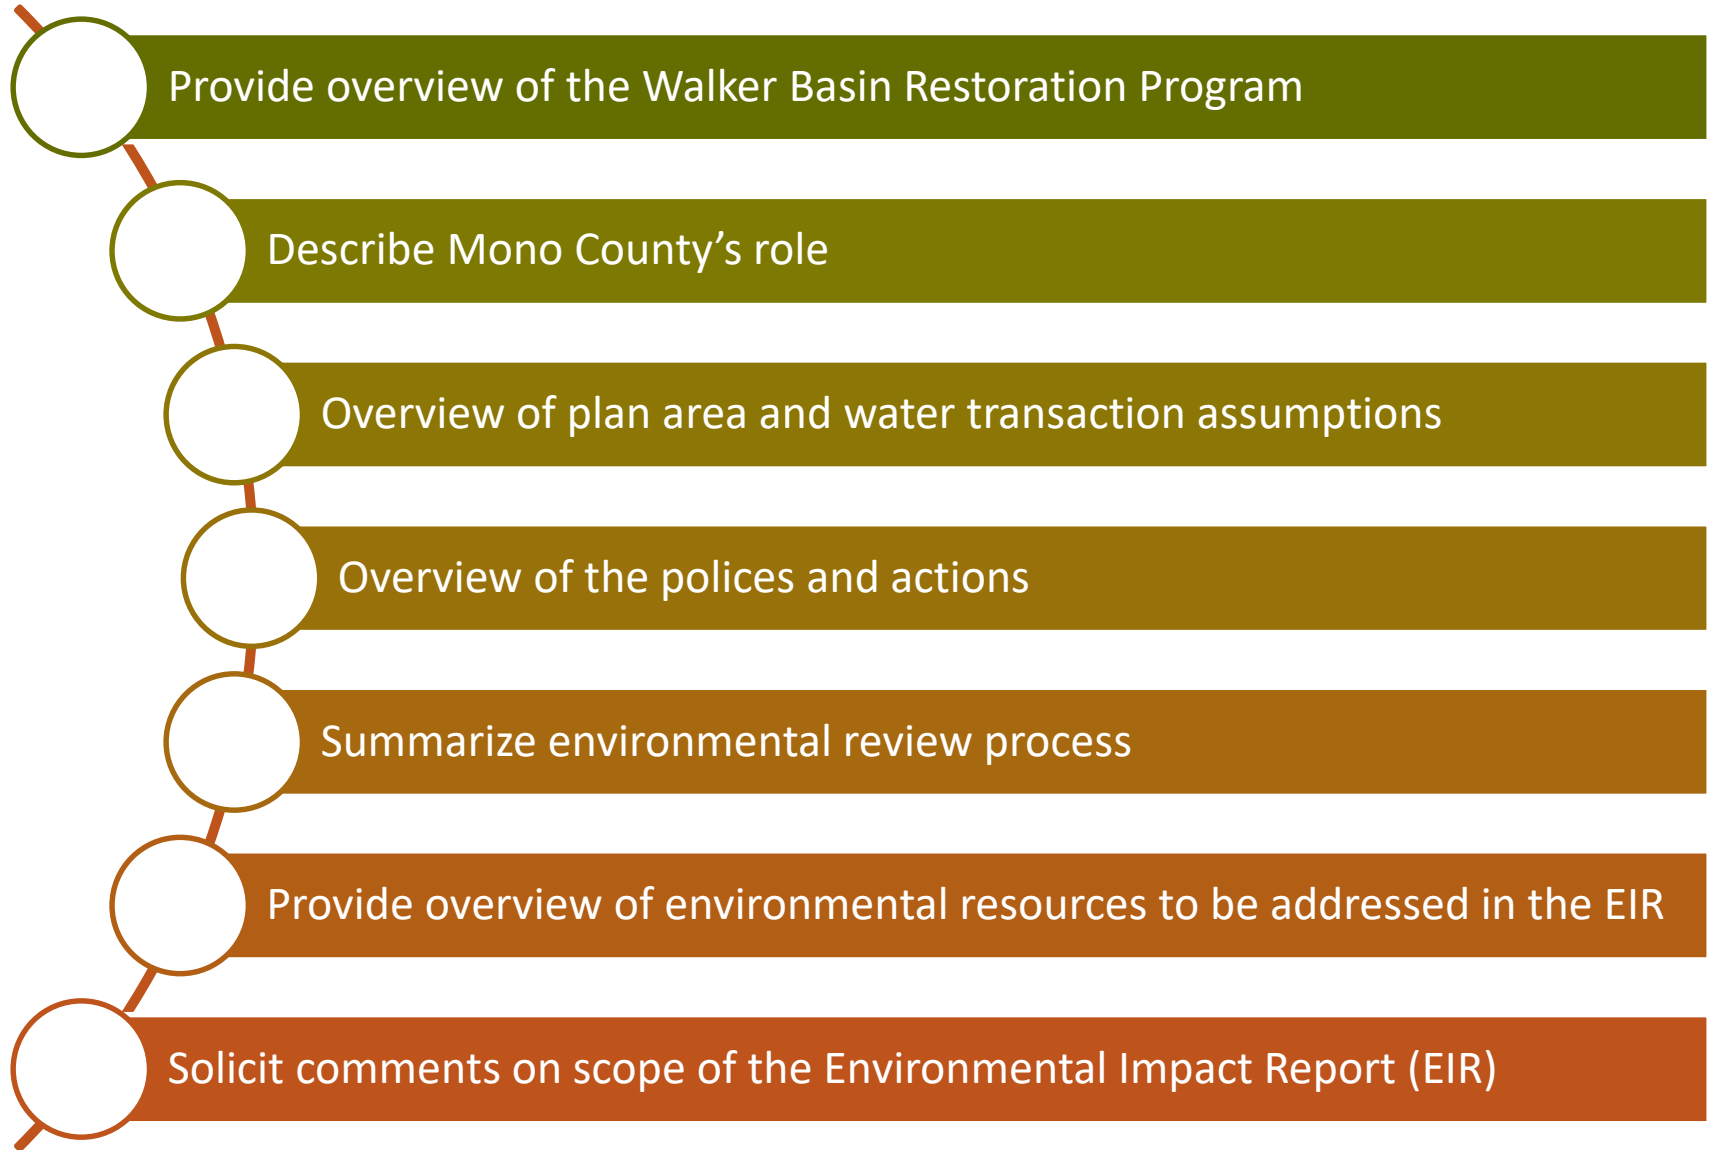 Provide overview of the Walker Basin Restoration Program
Describe Mono County’s role
Overview of plan area and water transaction assumptions
Overview of the polices and actions
Summarize environmental review process
Provide overview of environmental resources to be addressed in the EIR
Solicit comments on scope of the Environmental Impact Report (EIR)